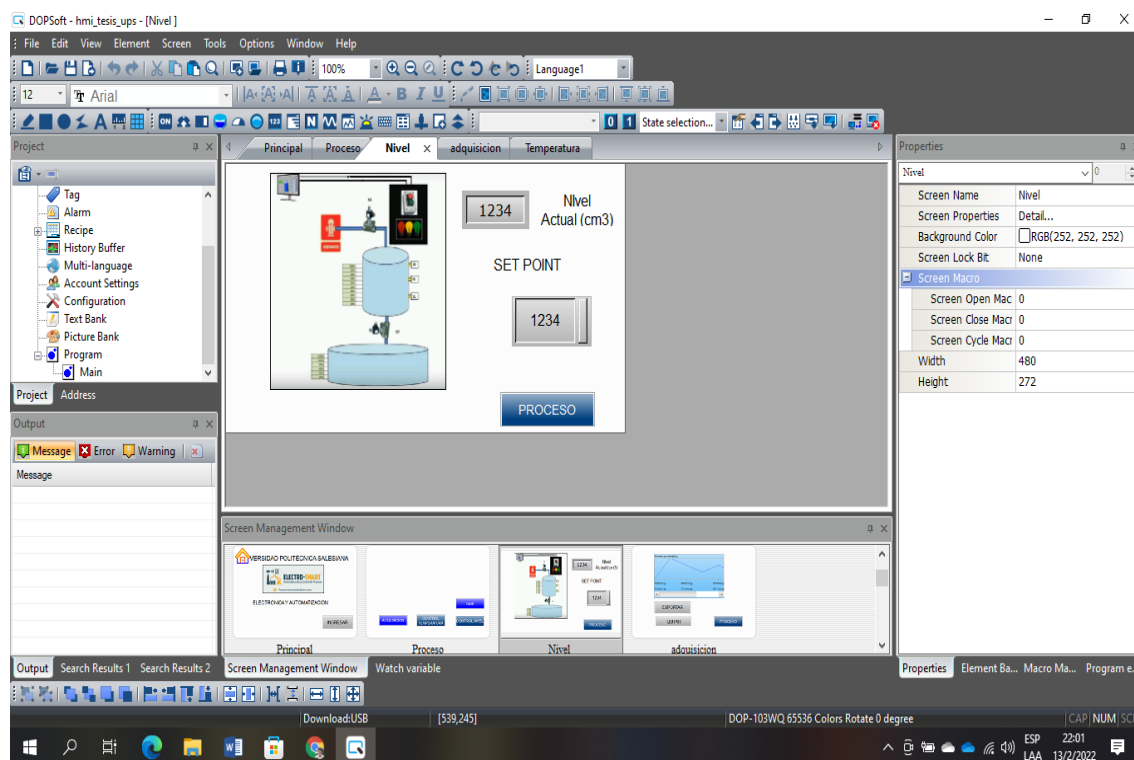 DOPSoft - hmi_tesis_ups - [Nivel ]
File Edit View Element Screen Tools Options Window Help
100% Language1
12 Arial
0 1 State selection...
Project
Tag
Alarm
Recipe
History Buffer
Multi-language
Account Settings
Configuration
Text Bank
Picture Bank
Program
Main
Project Address
Output
Message Error Warning
Message
Output Search Results 1 Search Results 2
Principal Proceso Nivel adquisicion Temperatura
1234
NIvel
Actual (cm3)
SET POINT
1234
PROCESO
Screen Management Window
VERSIDAD POLITECNICA SALESIANA
ELECTRO-SMART
ELECTRONICA Y AUTOMATIZACION
INGRESAR
Principal
Proceso
1234
SET POINT
1234
PROCESO
Nivel
EXPORTAR
PROCESO
adquisicion
Screen Management Window Watch variable
Properties
Nivel 0
Screen Name Nivel
Screen Properties Detail...
Background Color RGB(252, 252, 252)
Screen Lock Bit None
Screen Macro
Screen Open Mac 0
Screen Close Macr 0
Screen Cycle Macr 0
Width 480
Height 272
Properties Element Ba... Macro Ma... Program e.
Download:USB [539,245] DOP-103WQ 65536 Colors Rotate 0 degree CAP NUM SC
ESP
LAA
22:01
13/2/2022